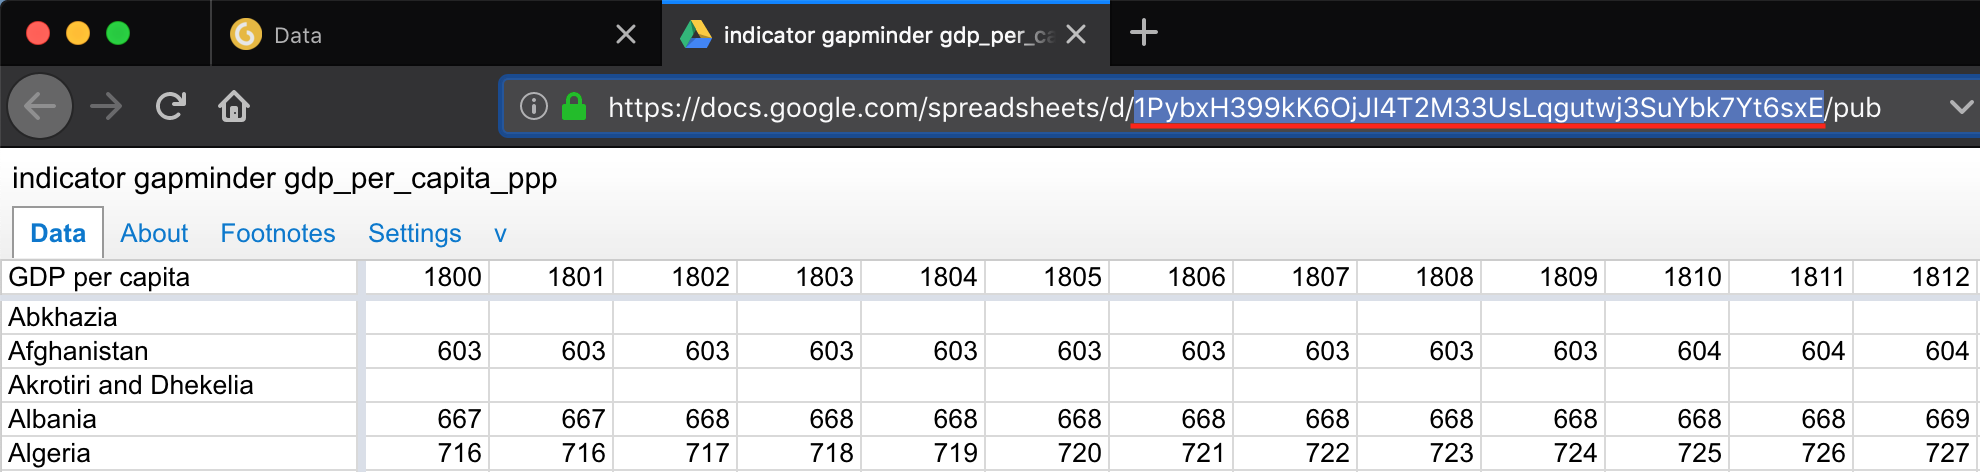 Data
indicator gapminder gdp_per_ca
https://docs.google.com/spreadsheets/d/1PybxH399kK6OjJI4T2M33UsLqgutwj3SuYbk7Yt6sxE/pub
indicator gapminder gdp_per_capita_ppp
Data About Footnotes Settings v
GDP per capita 1800 1801 1802 1803 1804 1805 1806 1807 1808 1809 1810 1811 1812
Abkhazia
Afghanistan 603 603 603 603 603 603 603 603 603 603 604 604 604
Akrotiri and Dhekelia
Albania 667 667 668 668 668 668 668 668 668 668 668 668 669
Algeria 716 716 717 718 719 720 721 722 723 724 725 726 727